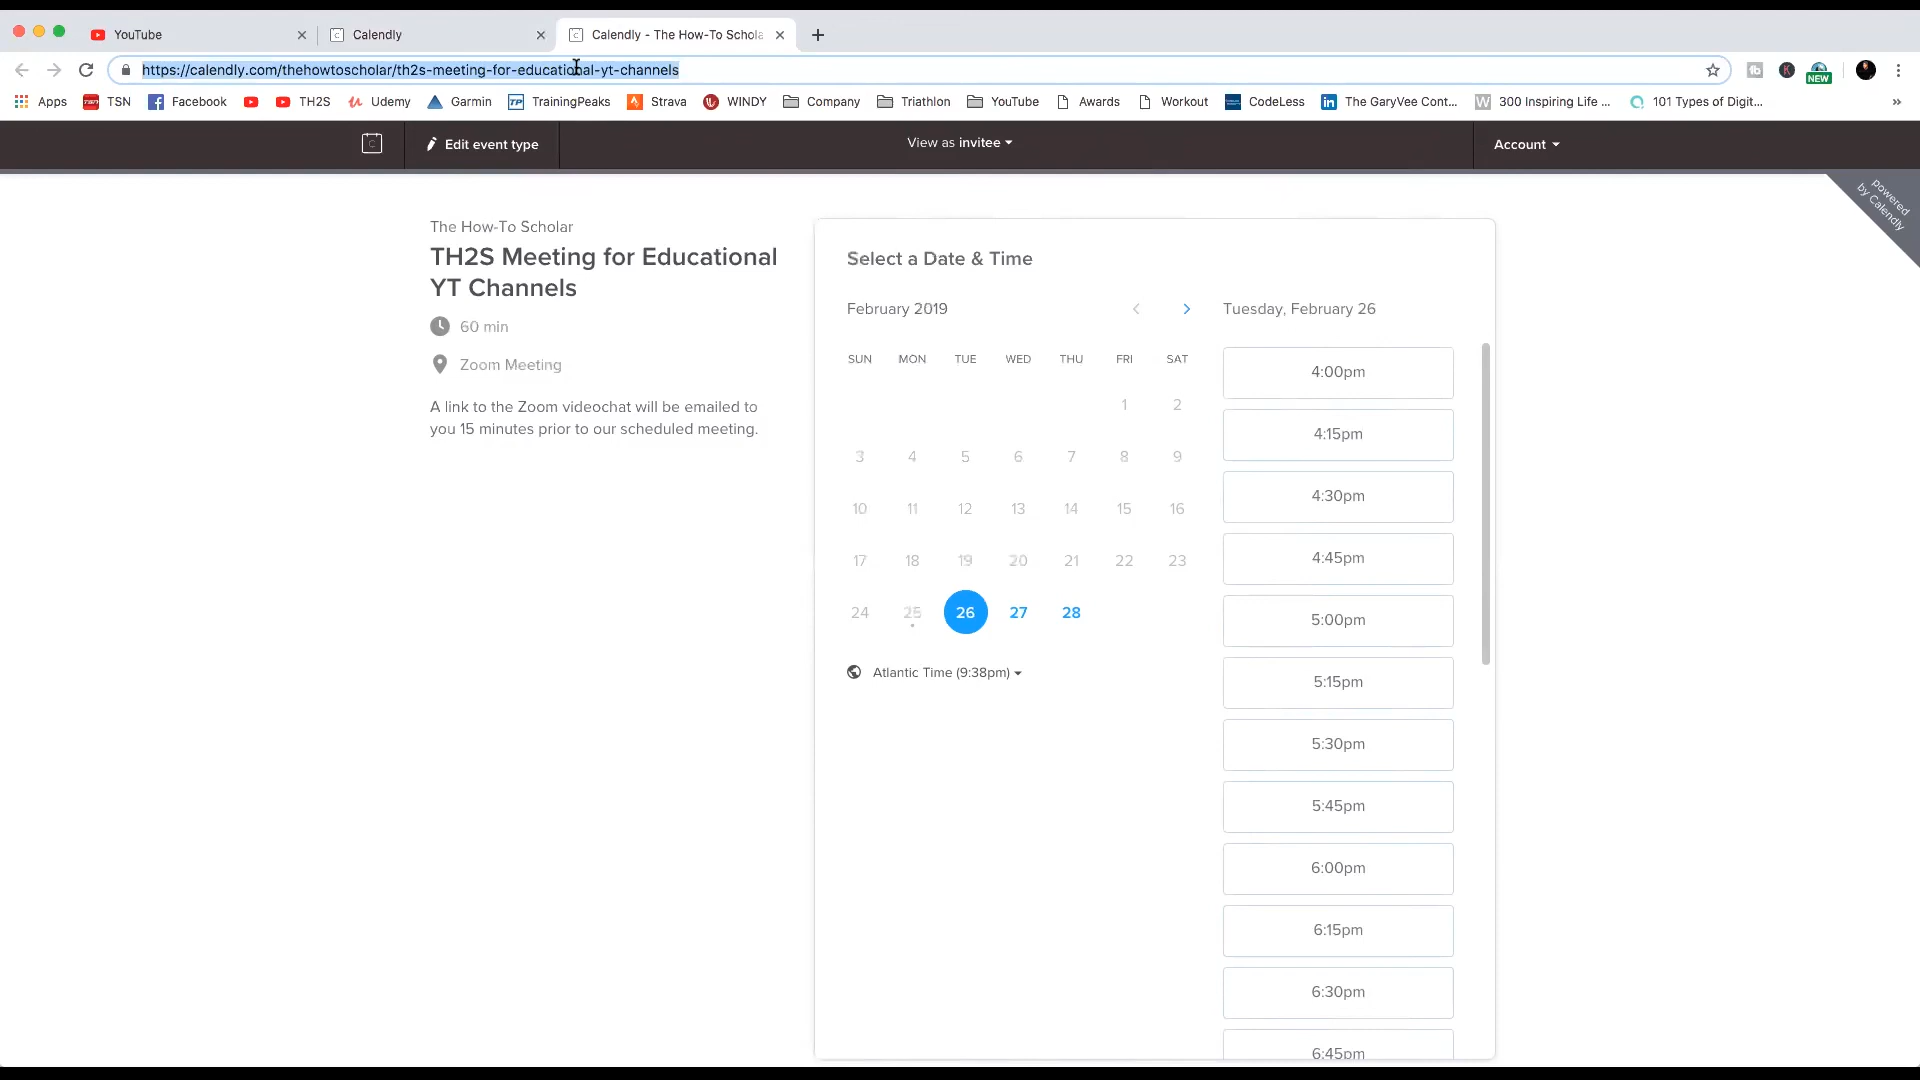 YouTube
Calendly
Calendly - The How-To Schola
https://calendly.com/thehowtoscholar/th2s-meeting-for-educational-yt-channels
NEW
Apps TSN Facebook TH2S Udemy Garmin TrainingPeaks Strava WINDY Company Triathlon YouTube Awards Workout CodeLess The GaryVee Cont... 300 Inspiring Life ... 101 Types of Digit... »
Edit event type
View as invitee
Account
powered
by Calendly
The How-To Scholar
TH2S Meeting for Educational
YT Channels
60 min
Zoom Meeting
A link to the Zoom videochat will be emailed to
you 15 minutes prior to our scheduled meeting.
Select a Date & Time
February 2019
SUN MON TUE WED THU FRI SAT
1 2
3 4 5 6 7 8 9
10 11 12 13 14 15 16
17 18 19 20 21 22 23
24 25 26 27 28
Atlantic Time (9:38pm)
Tuesday, February 26
4:00pm
4:15pm
4:30pm
4:45pm
5:00pm
5:15pm
5:30pm
5:45pm
6:00pm
6:15pm
6:30pm
6:45pm